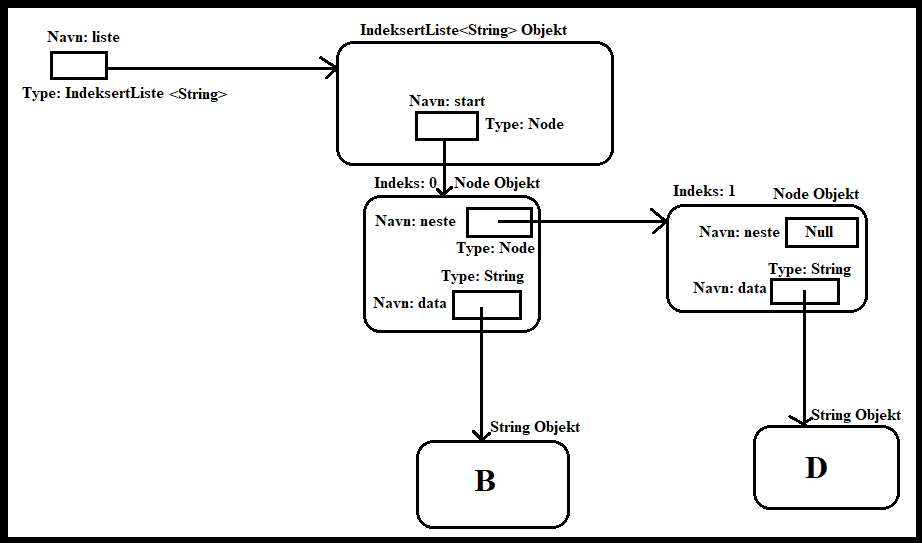 Navn: liste
Type: IndeksertListe <String>
IndeksertListe<String> Objekt
Navn: start
Type: Node
Indeks: 0
Node Objekt
Navn: neste
Type: Node
Type: String
Navn: data
String Objekt
B
Indeks: 1
Node Objekt
Navn: neste
Null
Type: String
Navn: data
String Objekt
D